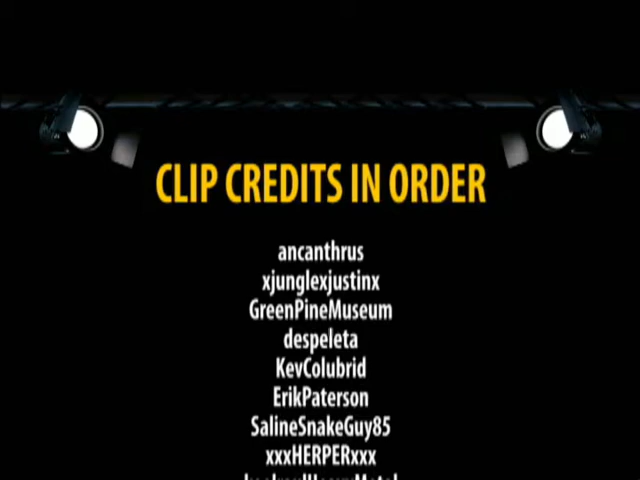 CLIP CREDITS IN ORDER
ancanthrus
xjunglexjustinx
GreenPineMuseum
despeleta
KevColubrid
ErikPaterson
SalineSnakeGuy85
xxxHERPERxxx